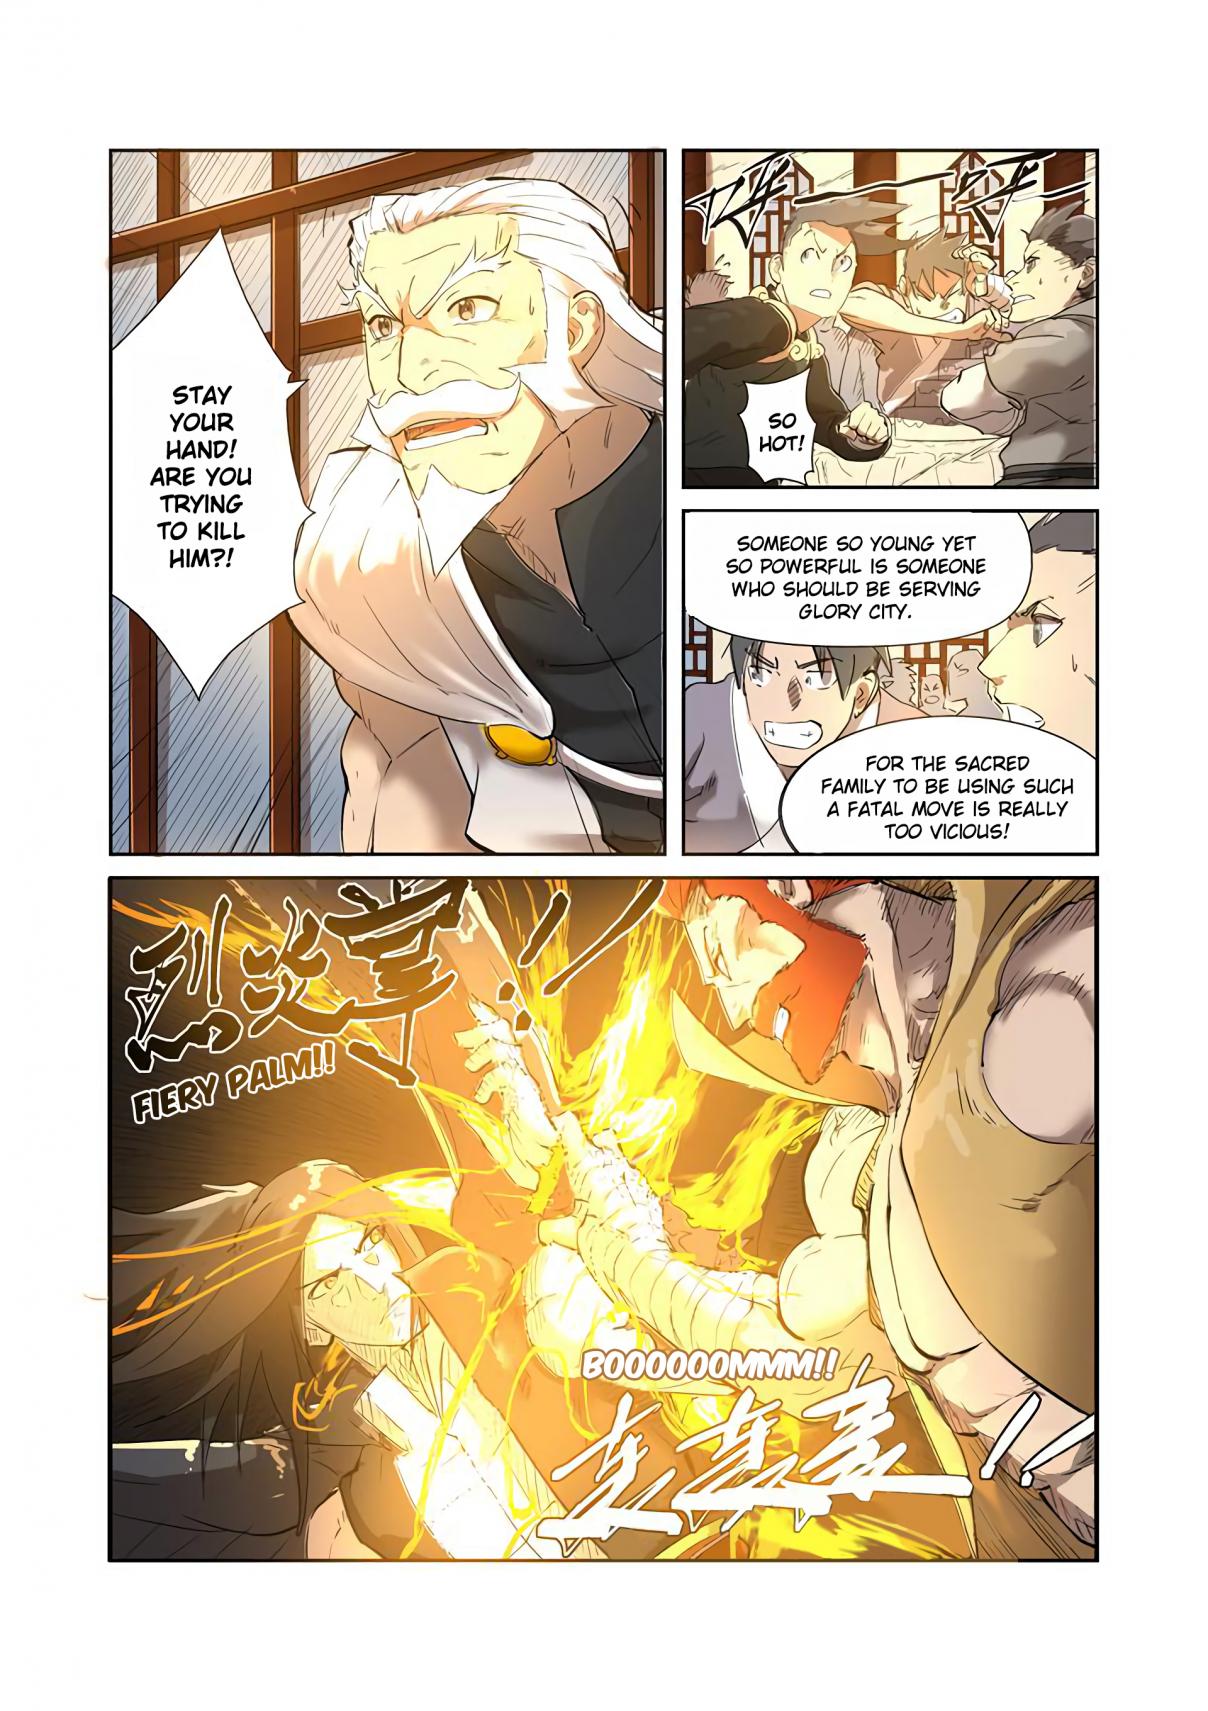 STAY
YOUR
HAND!
ARE YOU
TRYING
TO KILL
HIM?!
呼——呼——
SO
HOT!
SOMEONE SO YOUNG YET
SO POWERFUL IS SOMEONE
WHO SHOULD BE SERVING
GLORY CITY.
FOR THE SACRED
FAMILY TO BE USING SUCH
A FATAL MOVE IS REALLY
TOO VICIOUS!
烈炎掌!!
FIERY PALM!!
BOOOOOOMMM!!